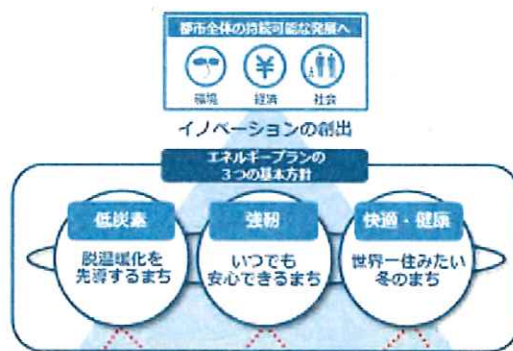 都市全体の持続可能な発展へ
環境 経済 社会
イノベーションの創出
エネルギープランの
3つの基本方針
低炭素 強靭 快適・健康
脱温暖化を いつでも 世界一住みたい
先導するまち 安心できるまち 冬のまち